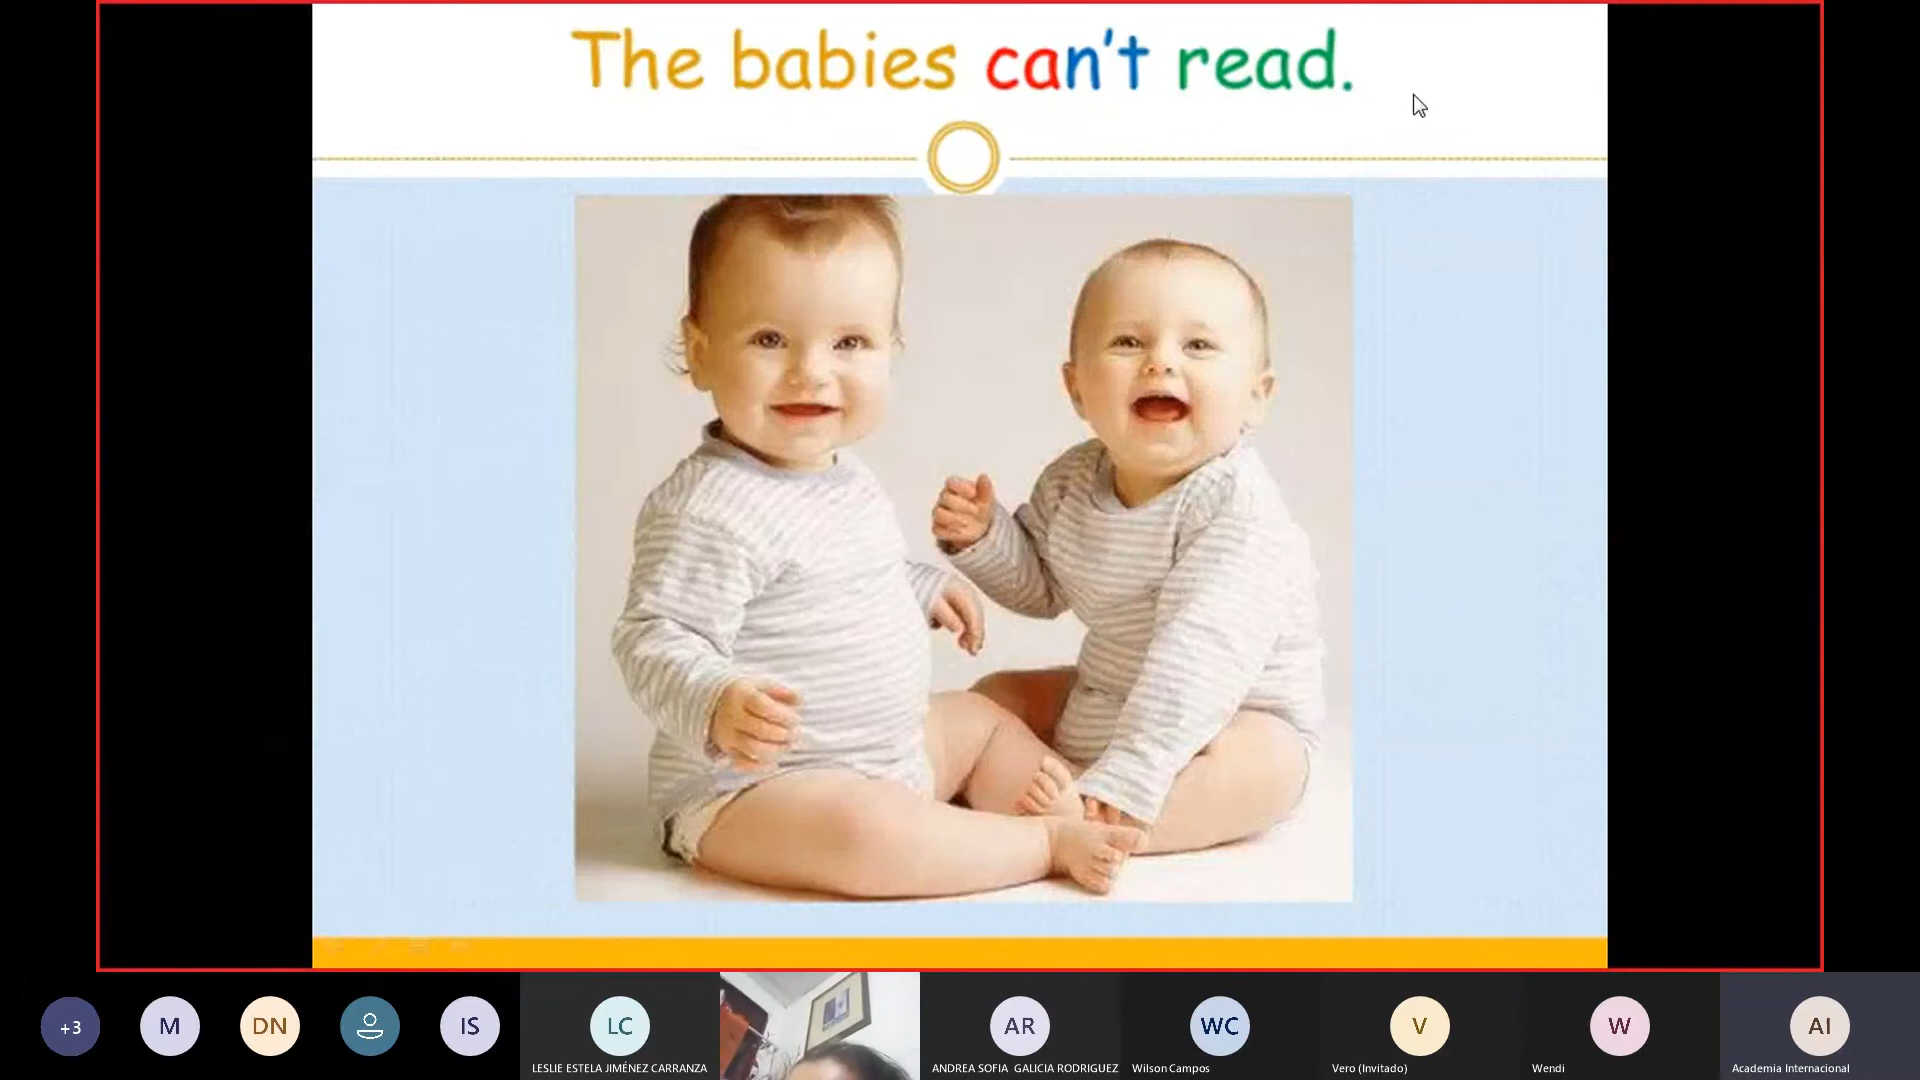 The babies can't read.
+3
M
DN
IS
LC
LESLIE ESTELA JIMÉNEZ CARRANZA
AR
ANDREA SOFIA GALICIA RODRIGUEZ
WC
Wilson Campos
V
Vero (Invitado)
W
Wendi
AI
Academia Internacional